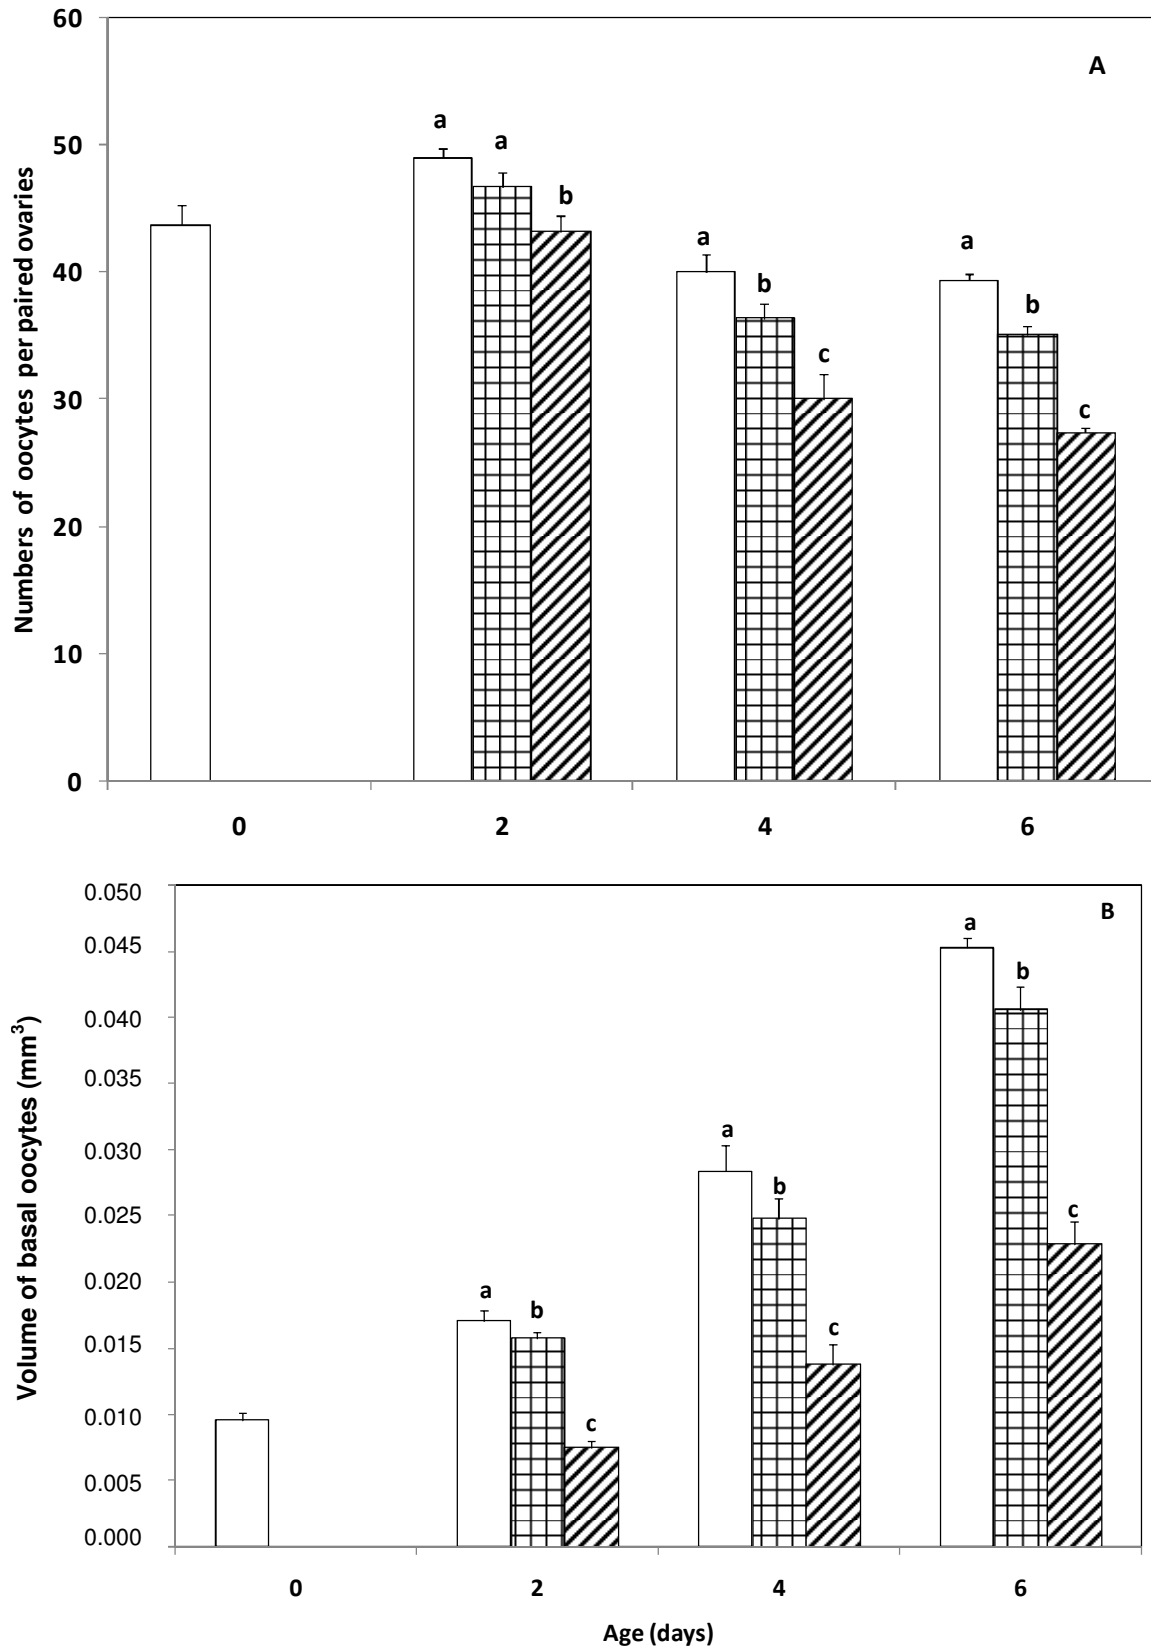 60
A
a
a
50
b
a
a
40
b
b
c
30
c
20
10
0
Numbers of oocytes per paired ovaries
0 2 4 6
0.050
B
a
0.045
b
0.040
0.035
a
0.030
b
0.025
c
0.020
a
b
c
0.015
0.010
c
0.005
0.000
Volume of basal oocytes (mm³)
0 2 4 6
Age (days)